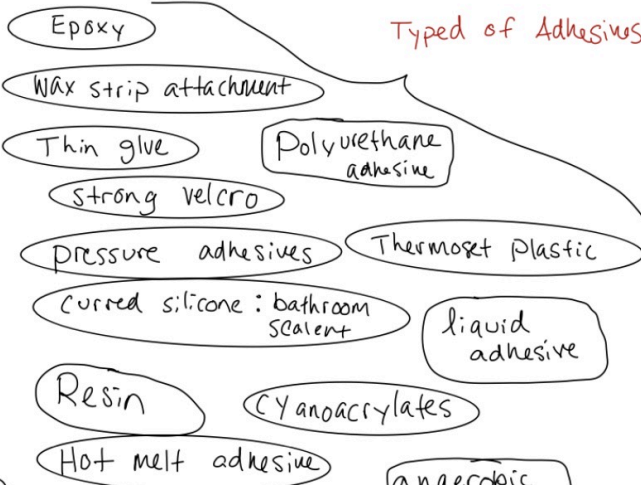 Epoxy
Typed of Adhesives
Wax strip attachment
Thin glue
Polyurethane
adhesive
strong velcro
pressure adhesives
Thermoset plastic
curred silicone : bathroom
scalent
liquid
adhesive
Resin
cyanoacrylates
Hot melt adhesive
anaerobic